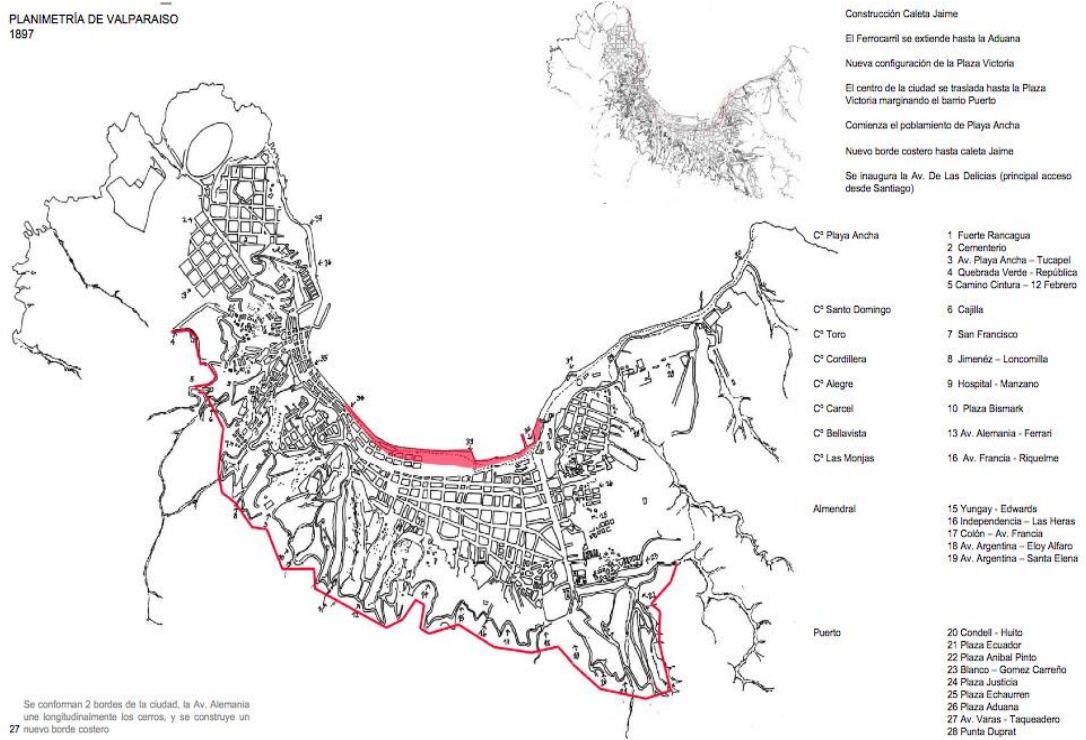 PLANIMETRÍA DE VALPARAISO
1897
Construcción Caleta Jaime
El Ferrocarril se extiende hasta la Aduana
Nueva configuración de la Plaza Victoria
El centro de la ciudad se traslada hasta la Plaza
Victoria marginando el barrio Puerto
Comienza el poblamiento de Playa Ancha
Nuevo borde costero hasta caleta Jaime
Se inaugura la Av. De Las Delicias (principal acceso
desde Santiago)
Cº Playa Ancha
1 Fuerte Rancagua
2 Cementerio
3 Av. Playa Ancha – Tucapel
4 Quebrada Verde - República
5 Camino Cintura – 12 Febrero
Cº Santo Domingo
6 Cajilla
Cº Toro
7 San Francisco
Cº Cordillera
8 Jimenéz – Loncomilla
Cº Alegre
9 Hospital - Manzano
Cº Carcel
10 Plaza Bismark
Cº Bellavista
13 Av. Alemania - Ferrari
Cº Las Monjas
16 Av. Francia - Riquelme
Almendral
15 Yungay - Edwards
16 Independencia – Las Heras
17 Colón – Av. Francia
18 Av. Argentina – Eloy Alfaro
19 Av. Argentina – Santa Elena
Puerto
20 Condell - Huito
21 Plaza Ecuador
22 Plaza Anibal Pinto
23 Blanco – Gomez Carreño
24 Plaza Justicia
25 Plaza Echaurren
26 Plaza Aduana
27 Av. Varas - Taqueadero
28 Punta Duprat
Se conforman 2 bordes de la ciudad, la Av. Alemania
une longitudinalmente los cerros, y se construye un
27 nuevo borde costero